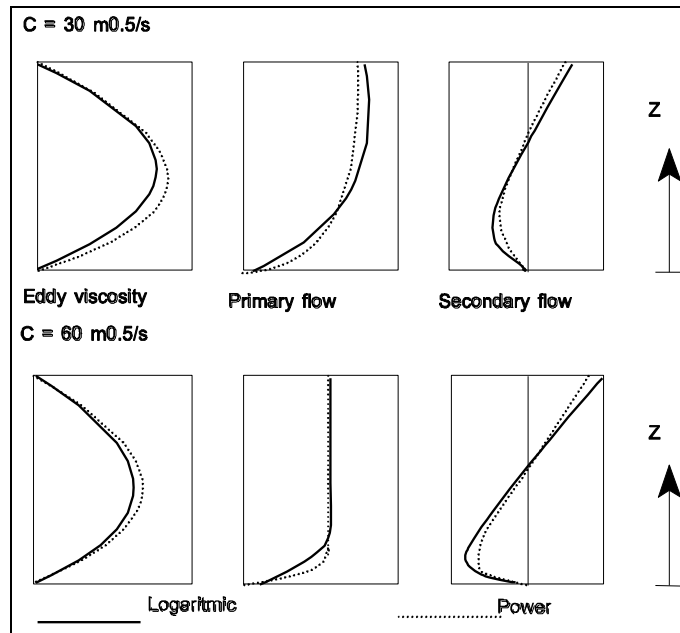 C = 30 m0.5/s
Z
Eddy viscosity Primary flow Secondary flow
C = 60 m0.5/s
Z
Logaritmic Power